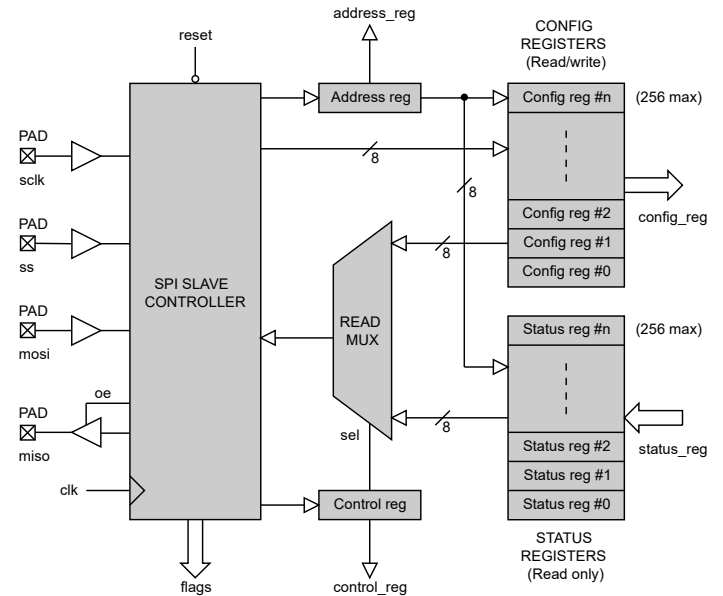 address_reg
reset
CONFIG
REGISTERS
(Read/write)
Address reg
Config reg #n
(256 max)
PAD
sclk
8
8
config_reg
Config reg #2
PAD
ss
8
Config reg #1
Config reg #0
SPI SLAVE
CONTROLLER
PAD
mosi
READ
MUX
Status reg #n
(256 max)
oe
PAD
miso
sel
8
status_reg
Status reg #2
Status reg #1
clk
Control reg
Status reg #0
STATUS
REGISTERS
(Read only)
flags
control_reg